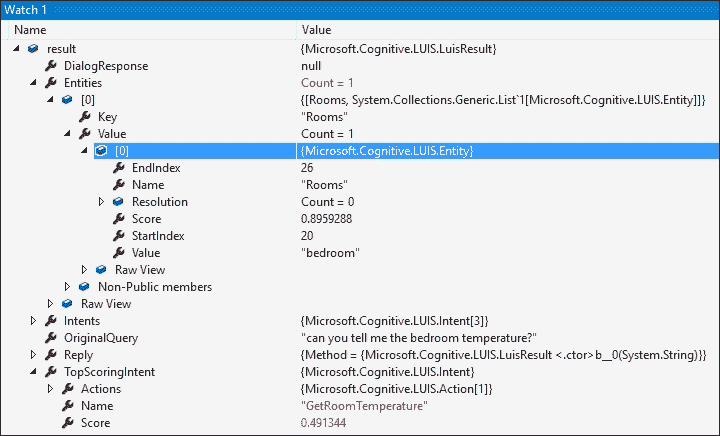 Watch 1
Name Value
result {Microsoft.Cognitive.LUIS.LuisResult}
DialogResponse null
Entities Count = 1
[0] {[Rooms, System.Collections.Generic.List`1[Microsoft.Cognitive.LUIS.Entity]]}
Key "Rooms"
Value Count = 1
[0] {Microsoft.Cognitive.LUIS.Entity}
EndIndex 26
Name "Rooms"
Resolution Count = 0
Score 0.8959288
StartIndex 20
Value "bedroom"
Raw View
Non-Public members
Raw View
Intents {Microsoft.Cognitive.LUIS.Intent[3]}
OriginalQuery "can you tell me the bedroom temperature?"
Reply {Method = {Microsoft.Cognitive.LUIS.LuisResult <.ctor>b__0(System.String)}}
TopScoringIntent {Microsoft.Cognitive.LUIS.Intent}
Actions {Microsoft.Cognitive.LUIS.Action[1]}
Name "GetRoomTemperature"
Score 0.491344